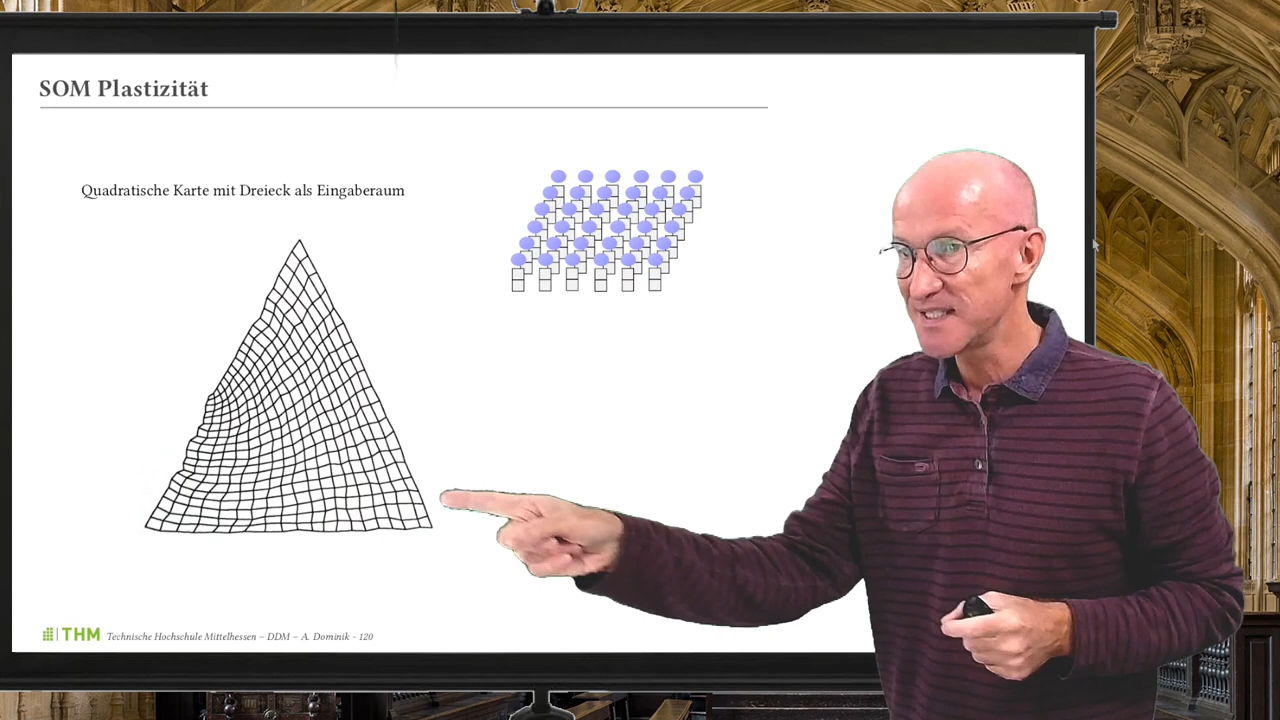 SOM Plastizität
Quadratische Karte mit Dreieck als Eingaberaum
THM Technische Hochschule Mittelhessen – DDM – A. Dominik - 120